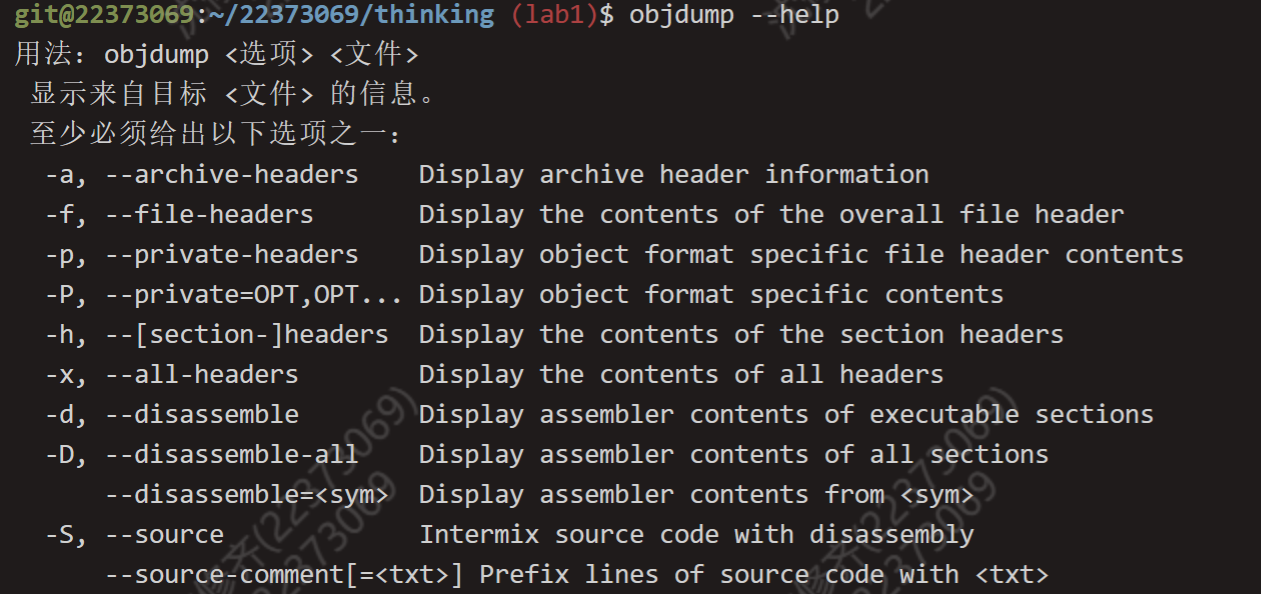 git@22373069:~/22373069/thinking (lab1)$ objdump --help
用法：objdump <选项> <文件>
显示来自目标 <文件> 的信息。
至少必须给出以下选项之一：
-a, --archive-headers    Display archive header information
-f, --file-headers       Display the contents of the overall file header
-p, --private-headers    Display object format specific file header contents
-P, --private=OPT,OPT... Display object format specific contents
-h, --[section-]headers  Display the contents of the section headers
-x, --all-headers        Display the contents of all headers
-d, --disassemble        Display assembler contents of executable sections
-D, --disassemble-all    Display assembler contents of all sections
--disassemble=<sym>  Display assembler contents from <sym>
-S, --source             Intermix source code with disassembly
--source-comment[=<txt>] Prefix lines of source code with <txt>